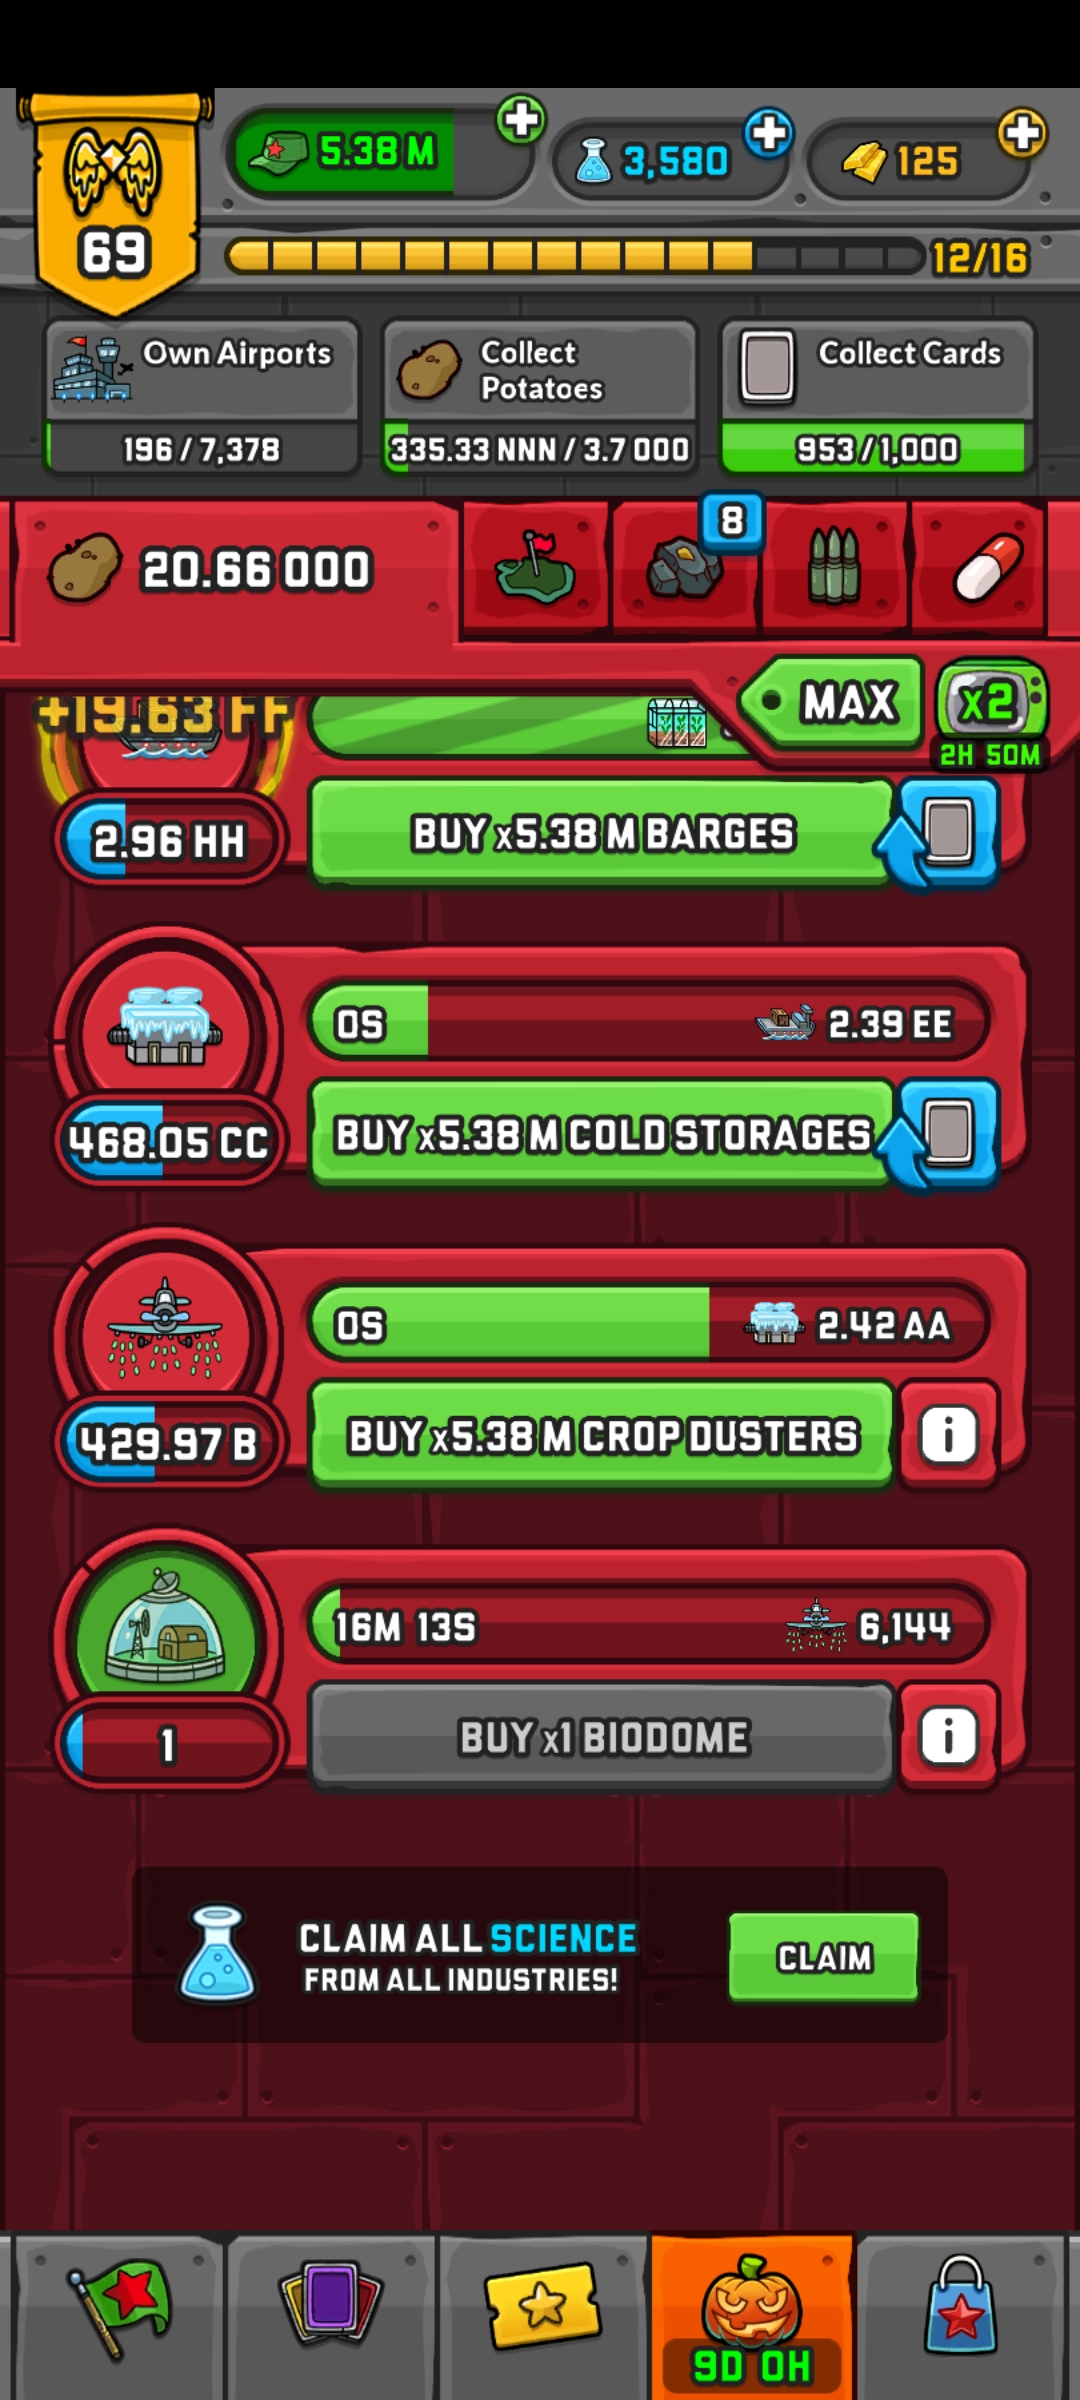 5.38 M
3,580
125
69
12/16
Own Airports
196 / 7,378
Collect
Potatoes
335.33 NNN / 3.7 OOO
Collect Cards
953 / 1,000
20.66 OOO
8
MAX
x2
2H 50M
+19.63 FF
2.96 HH
BUY x5.38 M BARGES
0S
2.39 EE
468.05 CC
BUY x5.38 M COLD STORAGES
0S
2.42 AA
429.97 B
BUY x5.38 M CROP DUSTERS
i
16M 13S
6,144
1
BUY x1 BIODOME
i
CLAIM ALL SCIENCE
FROM ALL INDUSTRIES!
CLAIM
9D 0H